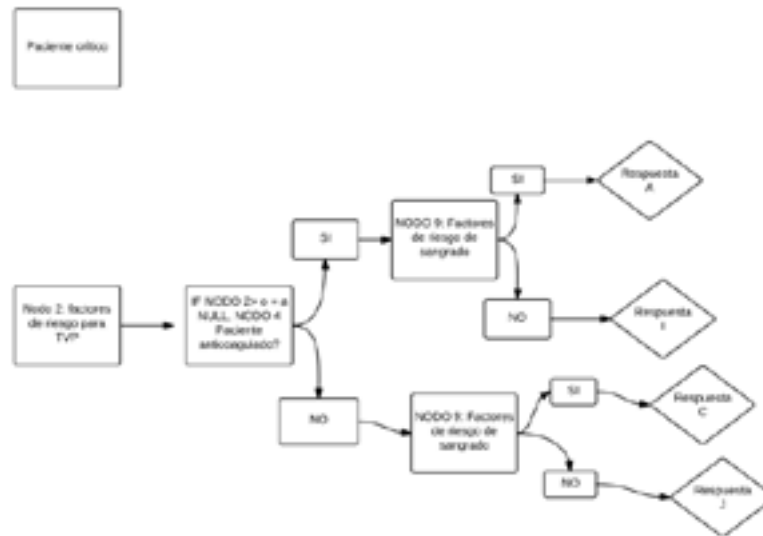 Paciente crítico
Respuesta
A
SI
NODO 9: Factores
de riesgo de
sangrado
SI
Nodo 2: factores
de riesgo para
TVP
IF NODO 2> o = a
NULL, NODO 4
Paciente
anticoagulado?
NO
Respuesta
NO
NODO 9: Factores
de riesgo de
sangrado
SI
Respuesta
C
NO
Respuesta
J